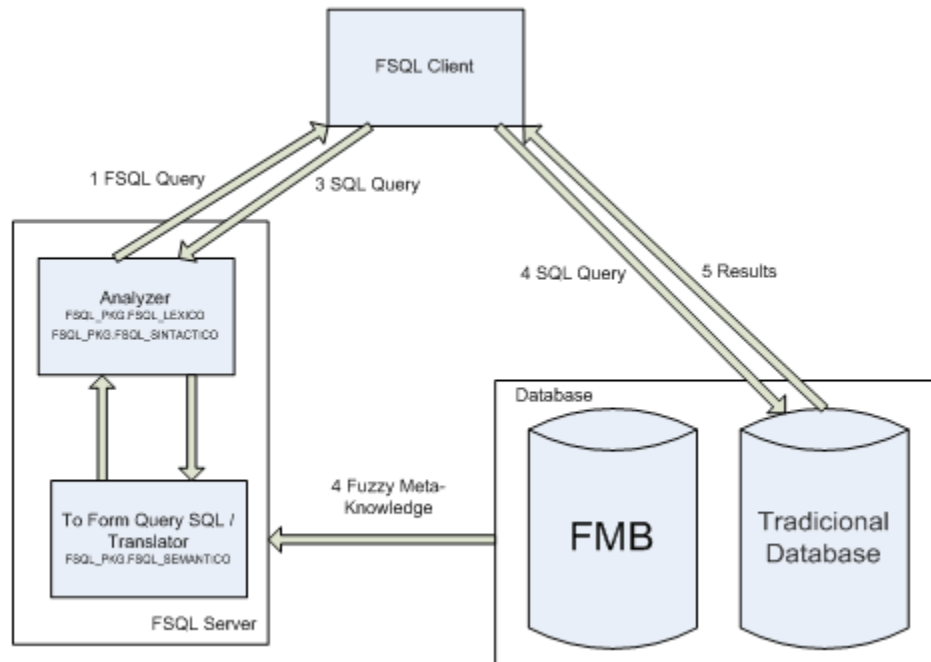 FSQL Client
1 FSQL Query
3 SQL Query
4 SQL Query
5 Results
Analyzer
FSQL_PKG.FSQL_LEXICO
FSQL_PKG.FSQL_SINTACTICO
Database
4 Fuzzy Meta-
Knowledge
To Form Query SQL /
Translator
FSQL_PKG.FSQL_SEMANTICO
FMB
Tradicional
Database
FSQL Server